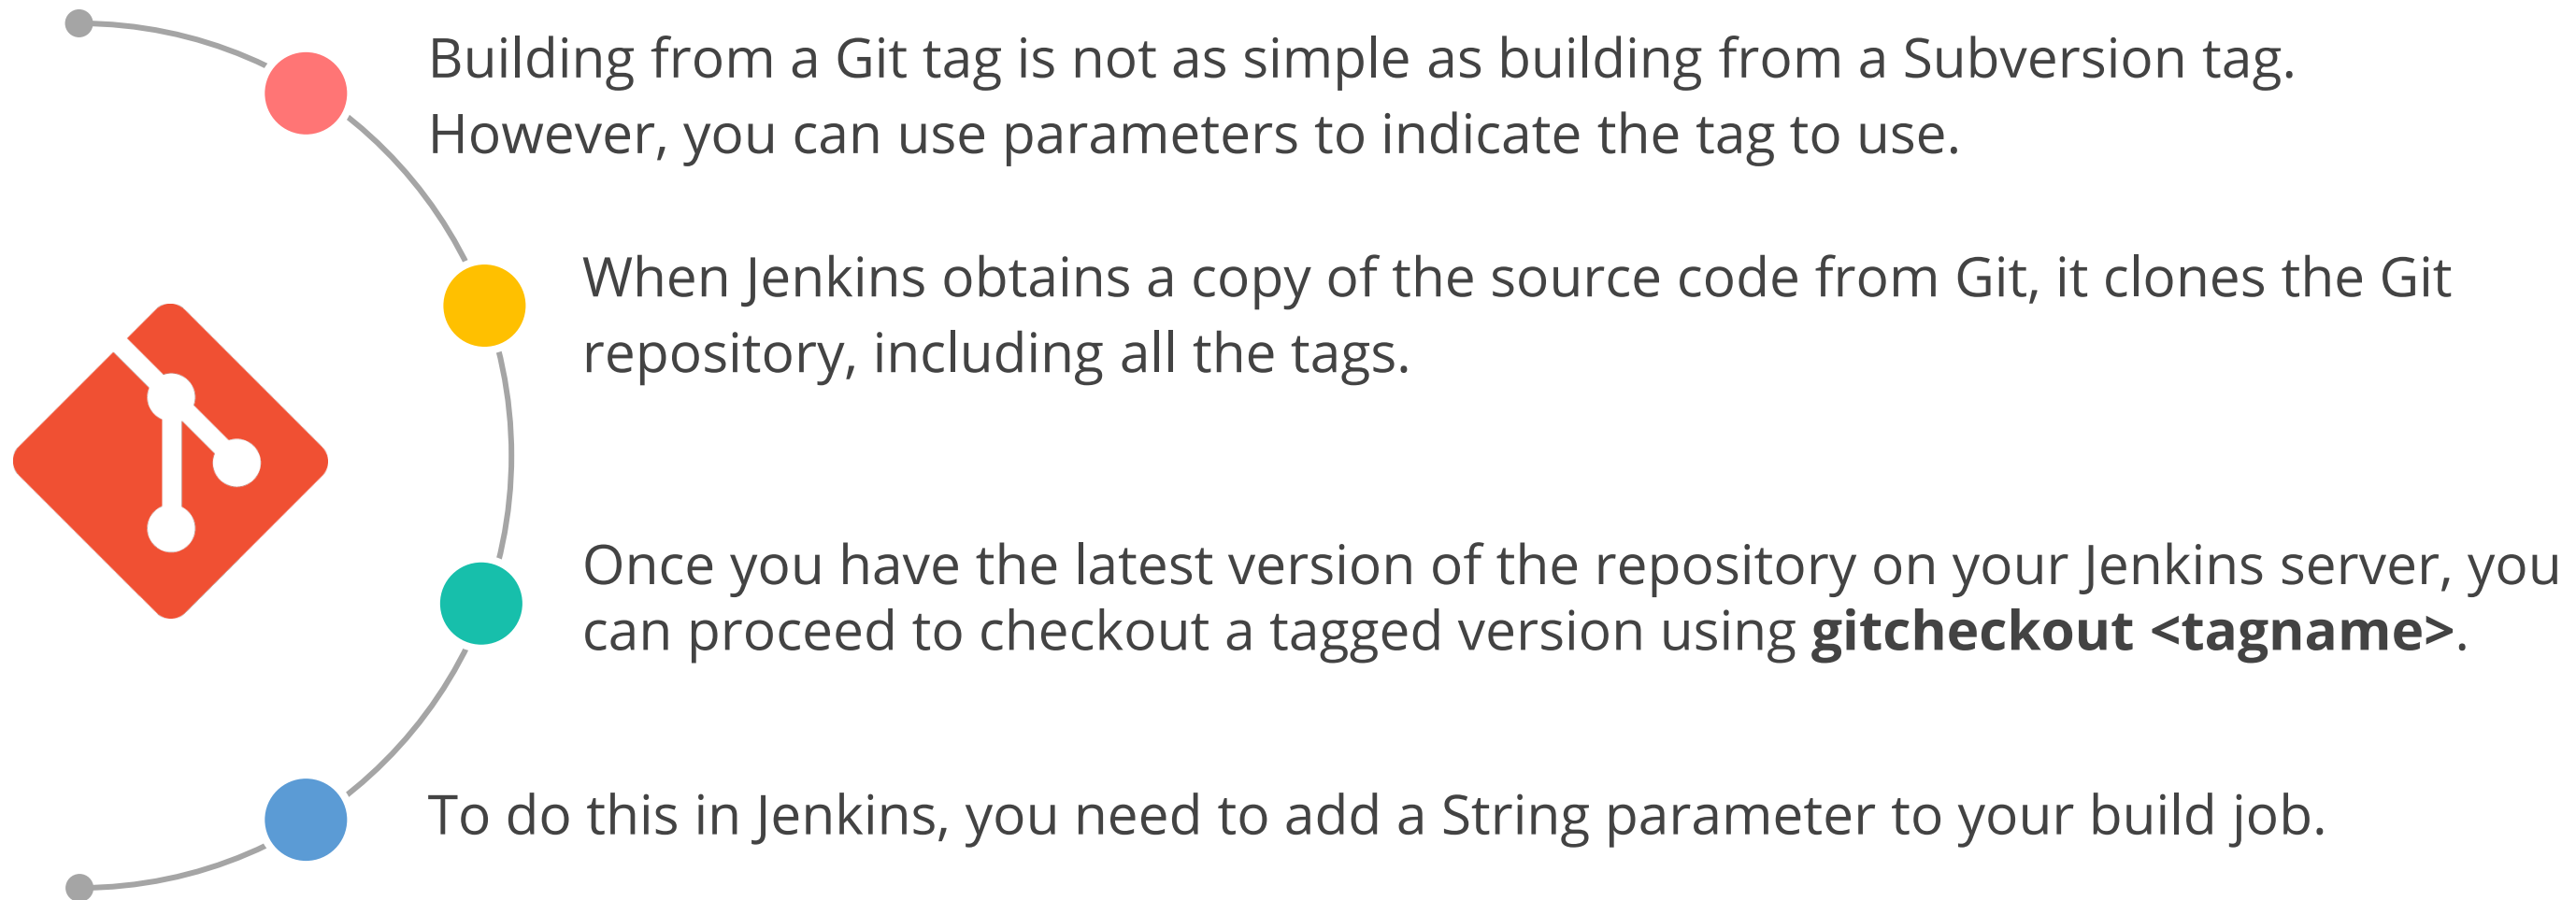 Building from a Git tag is not as simple as building from a Subversion tag.
However, you can use parameters to indicate the tag to use.
When Jenkins obtains a copy of the source code from Git, it clones the Git
repository, including all the tags.
Once you have the latest version of the repository on your Jenkins server, you
can proceed to checkout a tagged version using gitcheckout <tagname>.
To do this in Jenkins, you need to add a String parameter to your build job.